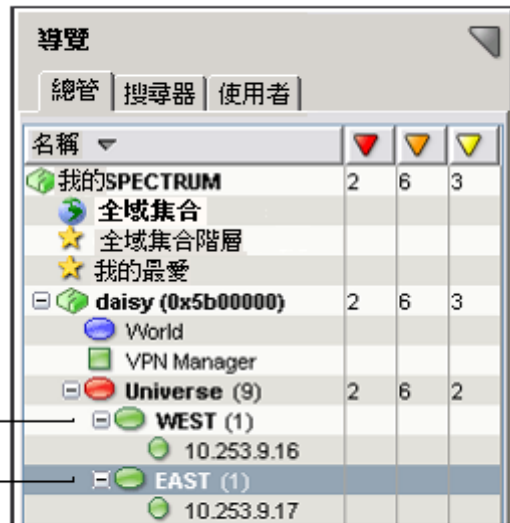 導覽
總管 搜尋器 使用者
名稱
我的SPECTRUM 2 6 3
全域集合
全域集合階層
我的最愛
daisy (0x5b00000) 2 6 3
World
VPN Manager
Universe (9) 2 6 2
WEST (1)
10.253.9.16
EAST (1)
10.253.9.17